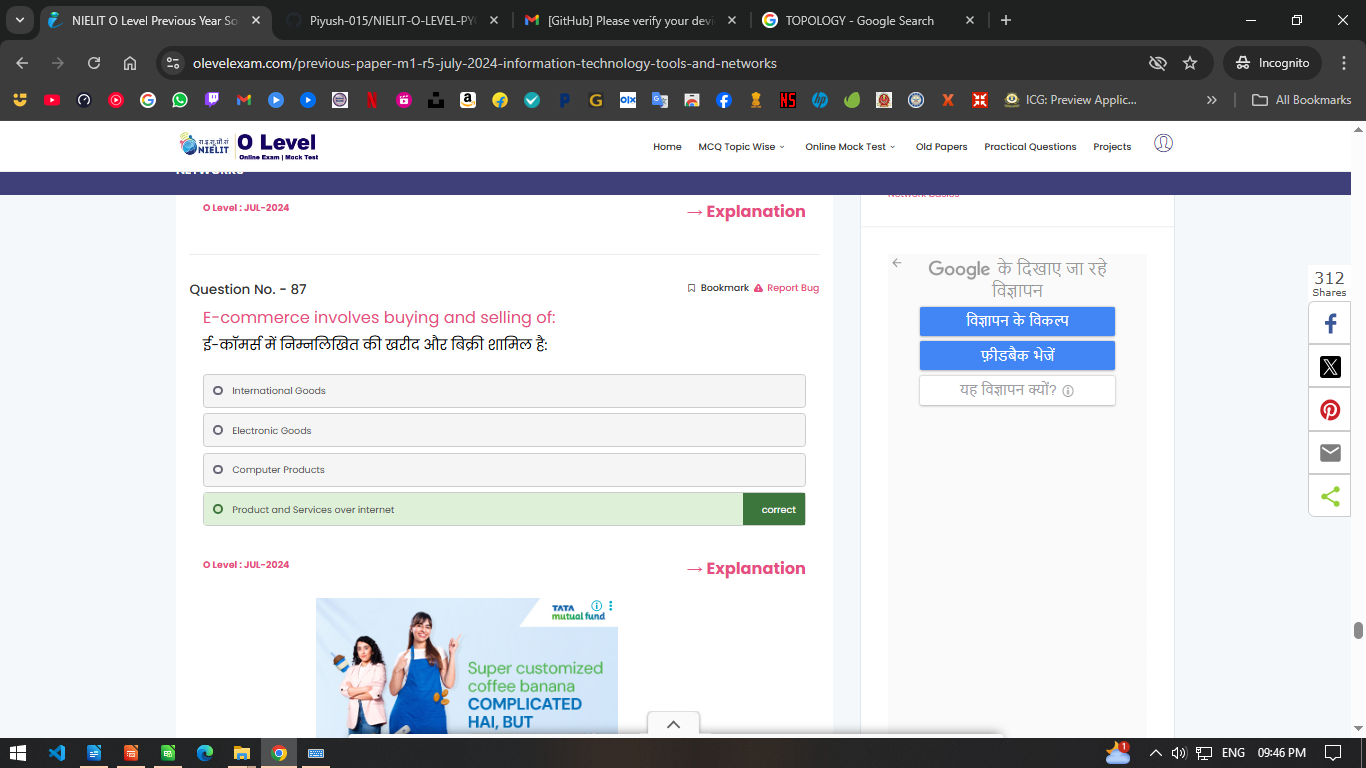 NIELIT O Level Previous Year So
Piyush-015/NIELIT-O-LEVEL-PY
[GitHub] Please verify your devi
TOPOLOGY - Google Search
olevelexam.com/previous-paper-m1-r5-july-2024-information-technology-tools-and-networks
Incognito
ICG: Preview Applic...
All Bookmarks
रा.इ.सू.प्रौ.सं
NIELIT
O Level
Online Exam | Mock Test
Home
MCQ Topic Wise
Online Mock Test
Old Papers
Practical Questions
Projects
NETWORKS
Network Basics
O Level : JUL-2024
→ Explanation
Question No. - 87
Bookmark
Report Bug
E-commerce involves buying and selling of:
ई-कॉमर्स में निम्नलिखित की खरीद और बिक्री शामिल है:
International Goods
Electronic Goods
Computer Products
Product and Services over internet
correct
O Level : JUL-2024
→ Explanation
TATA
mutual fund
Super customized
coffee banana
COMPLICATED
HAI, BUT
Google के दिखाए जा रहे
विज्ञापन
विज्ञापन के विकल्प
फ़ीडबैक भेजें
यह विज्ञापन क्यों?
312
Shares
1
ENG
09:46 PM